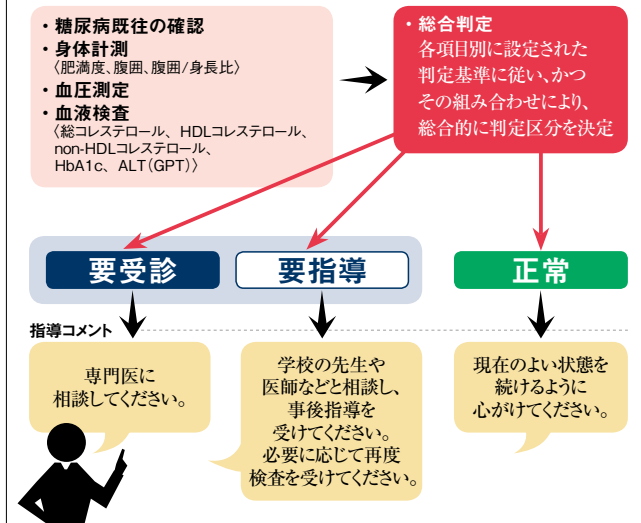 ・糖尿病既往の確認
・身体計測
〈肥満度、腹囲、腹囲/身長比〉
・血圧測定
・血液検査
〈総コレステロール、HDLコレステロール、
non-HDLコレステロール、
HbA1c、ALT(GPT)〉
・総合判定
各項目別に設定された
判定基準に従い、かつ
その組み合わせにより、
総合的に判定区分を決定
要受診
要指導
正常
指導コメント
専門医に
相談してください。
学校の先生や
医師などと相談し、
事後指導を
受けてください。
必要に応じて再度
検査を受けてください。
現在のよい状態を
続けるように
心がけてください。